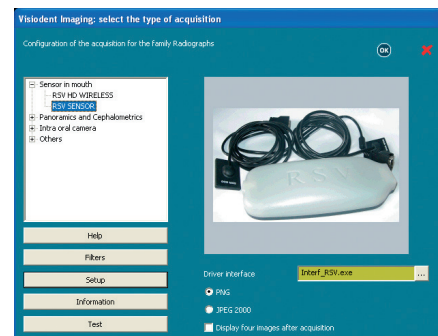 Visiodent Imaging: select the type of acquisition
Configuration of the acquisition for the family Radiographs
OK
Sensor in mouth
RSV HD WIRELESS
RSV SENSOR
Panoramics and Cephalometrics
Intra oral camera
Others
RSV
Help
Filters
Setup
Information
Test
Driver interface
Interf_RSV.exe
...
PNG
JPEG 2000
Display four images after acquisition